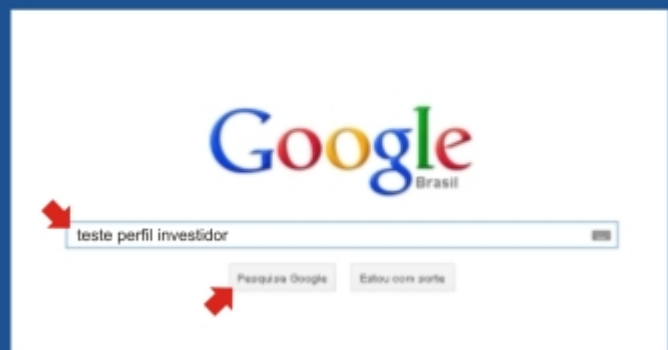 Google
Brasil
teste perfil investidor
Pesquisa Google
Estou com sorte